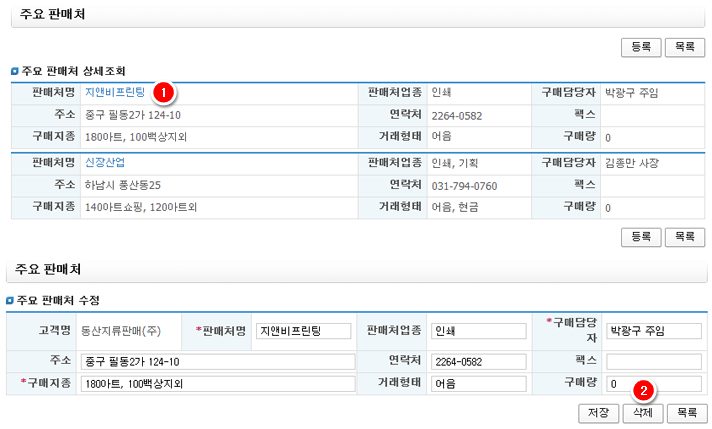 주요 판매처
등록 목록
주요 판매처 상세조회
판매처명 지앤비프린팅 1 판매처업종 인쇄 구매담당자 박광구 주임
주소 중구 필동2가 124-10 연락처 2264-0582 팩스
구매지종 180아트, 100백상지외 거래형태 어음 구매량 0
판매처명 신장산업 판매처업종 인쇄, 기획 구매담당자 김종만 사장
주소 하남시 풍산동25 연락처 031-794-0760 팩스
구매지종 140아트쇼핑, 120아트외 거래형태 어음, 현금 구매량 0
등록 목록
주요 판매처
주요 판매처 수정
고객명 동산지류판매(주) *판매처명 지앤비프린팅 판매처업종 인쇄 *구매담당자 박광구 주임
주소 중구 필동2가 124-10 연락처 2264-0582 팩스
*구매지종 180아트, 100백상지외 거래형태 어음 구매량 0
2
저장 삭제 목록